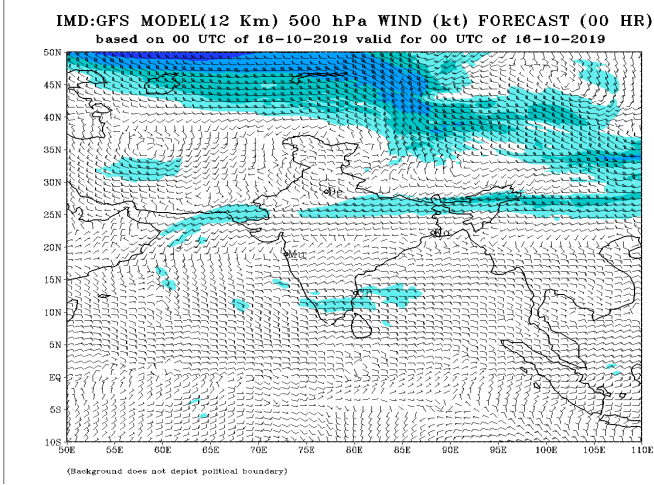 IMD:GFS MODEL(12 Km) 500 hPa WIND (kt) FORECAST (00 HR)
based on 00 UTC of 16-10-2019 valid for 00 UTC of 16-10-2019
50N
45N
40N
35N
30N
De
25N
20N
Mu
15N
10N
5N
EQ
5S
10S
50E 55E 60E 65E 70E 75E 80E 85E 90E 95E 100E 105E 110E
(Background does not depict political boundary)